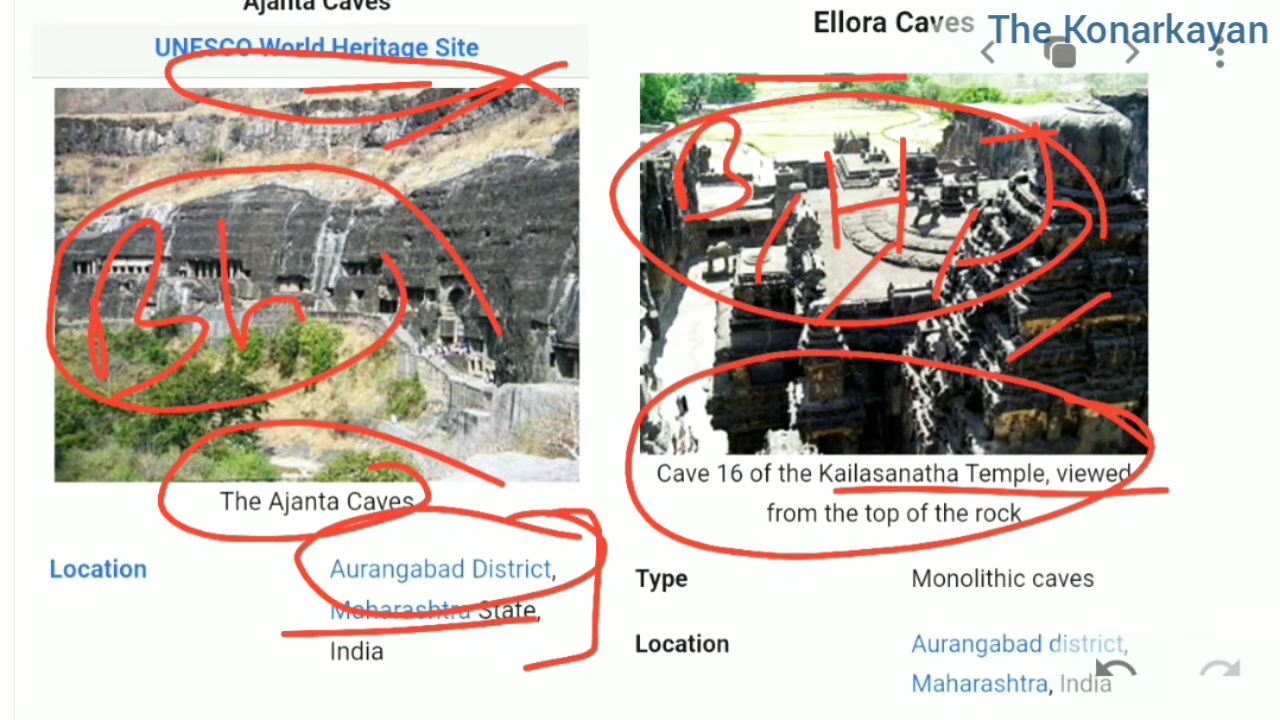 Ajanta Caves
UNESCO World Heritage Site
The Ajanta Caves
Location
Aurangabad District,
Maharashtra State,
India
Ellora Caves
The Konarkayan
B H J
Cave 16 of the Kailasanatha Temple, viewed
from the top of the rock
Type
Monolithic caves
Location
Aurangabad district,
Maharashtra, India